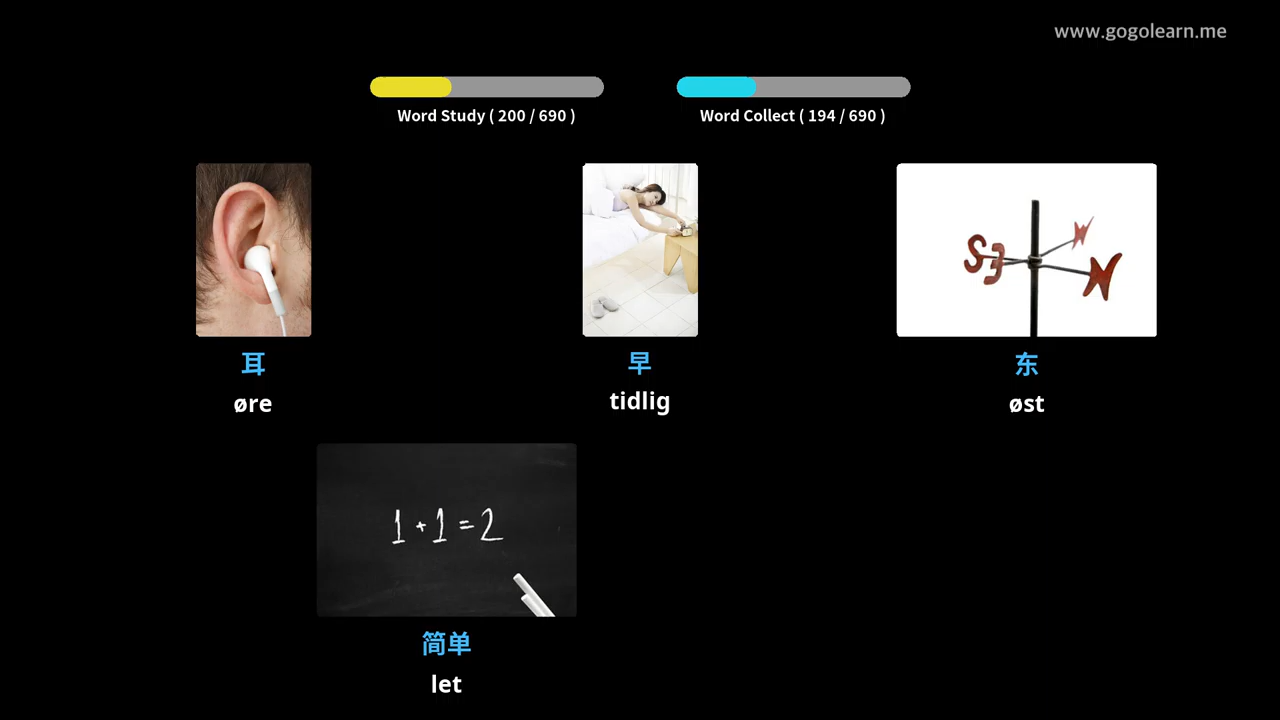 www.gogolearn.me
Word Study ( 200 / 690 )
Word Collect ( 194 / 690 )
S E N
耳
øre
早
tidlig
东
øst
1 + 1 = 2
简单
let